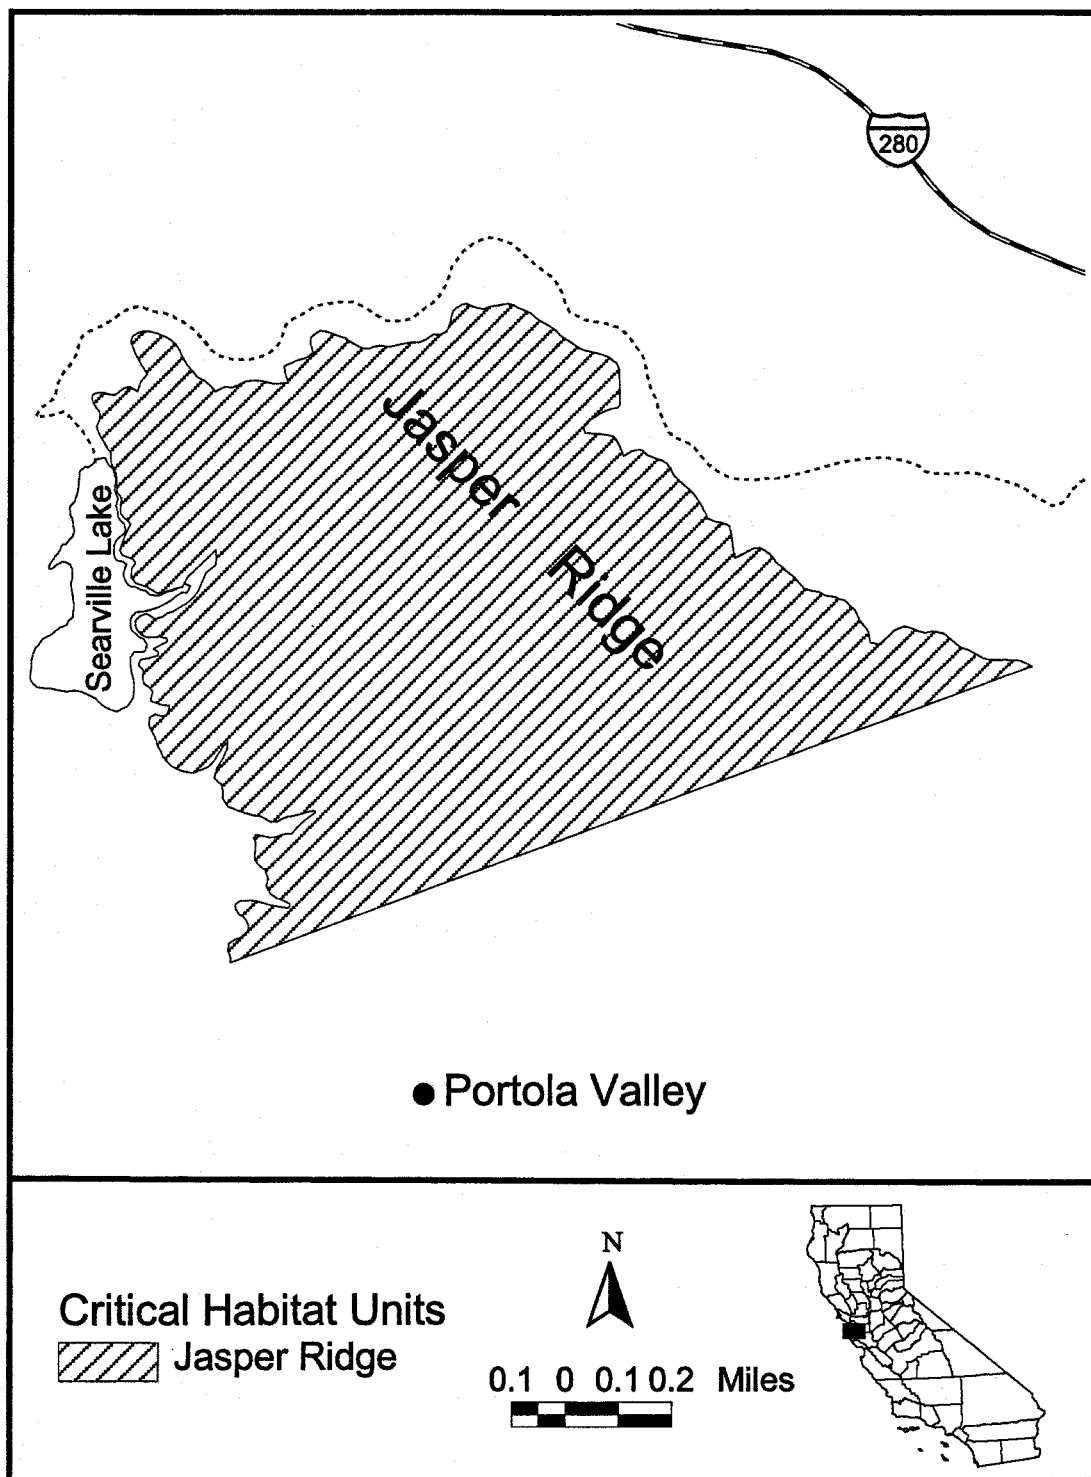 280
Jasper Ridge
Searville Lake
Portola Valley
N
Critical Habitat Units
Jasper Ridge
0.1 0 0.1 0.2 Miles